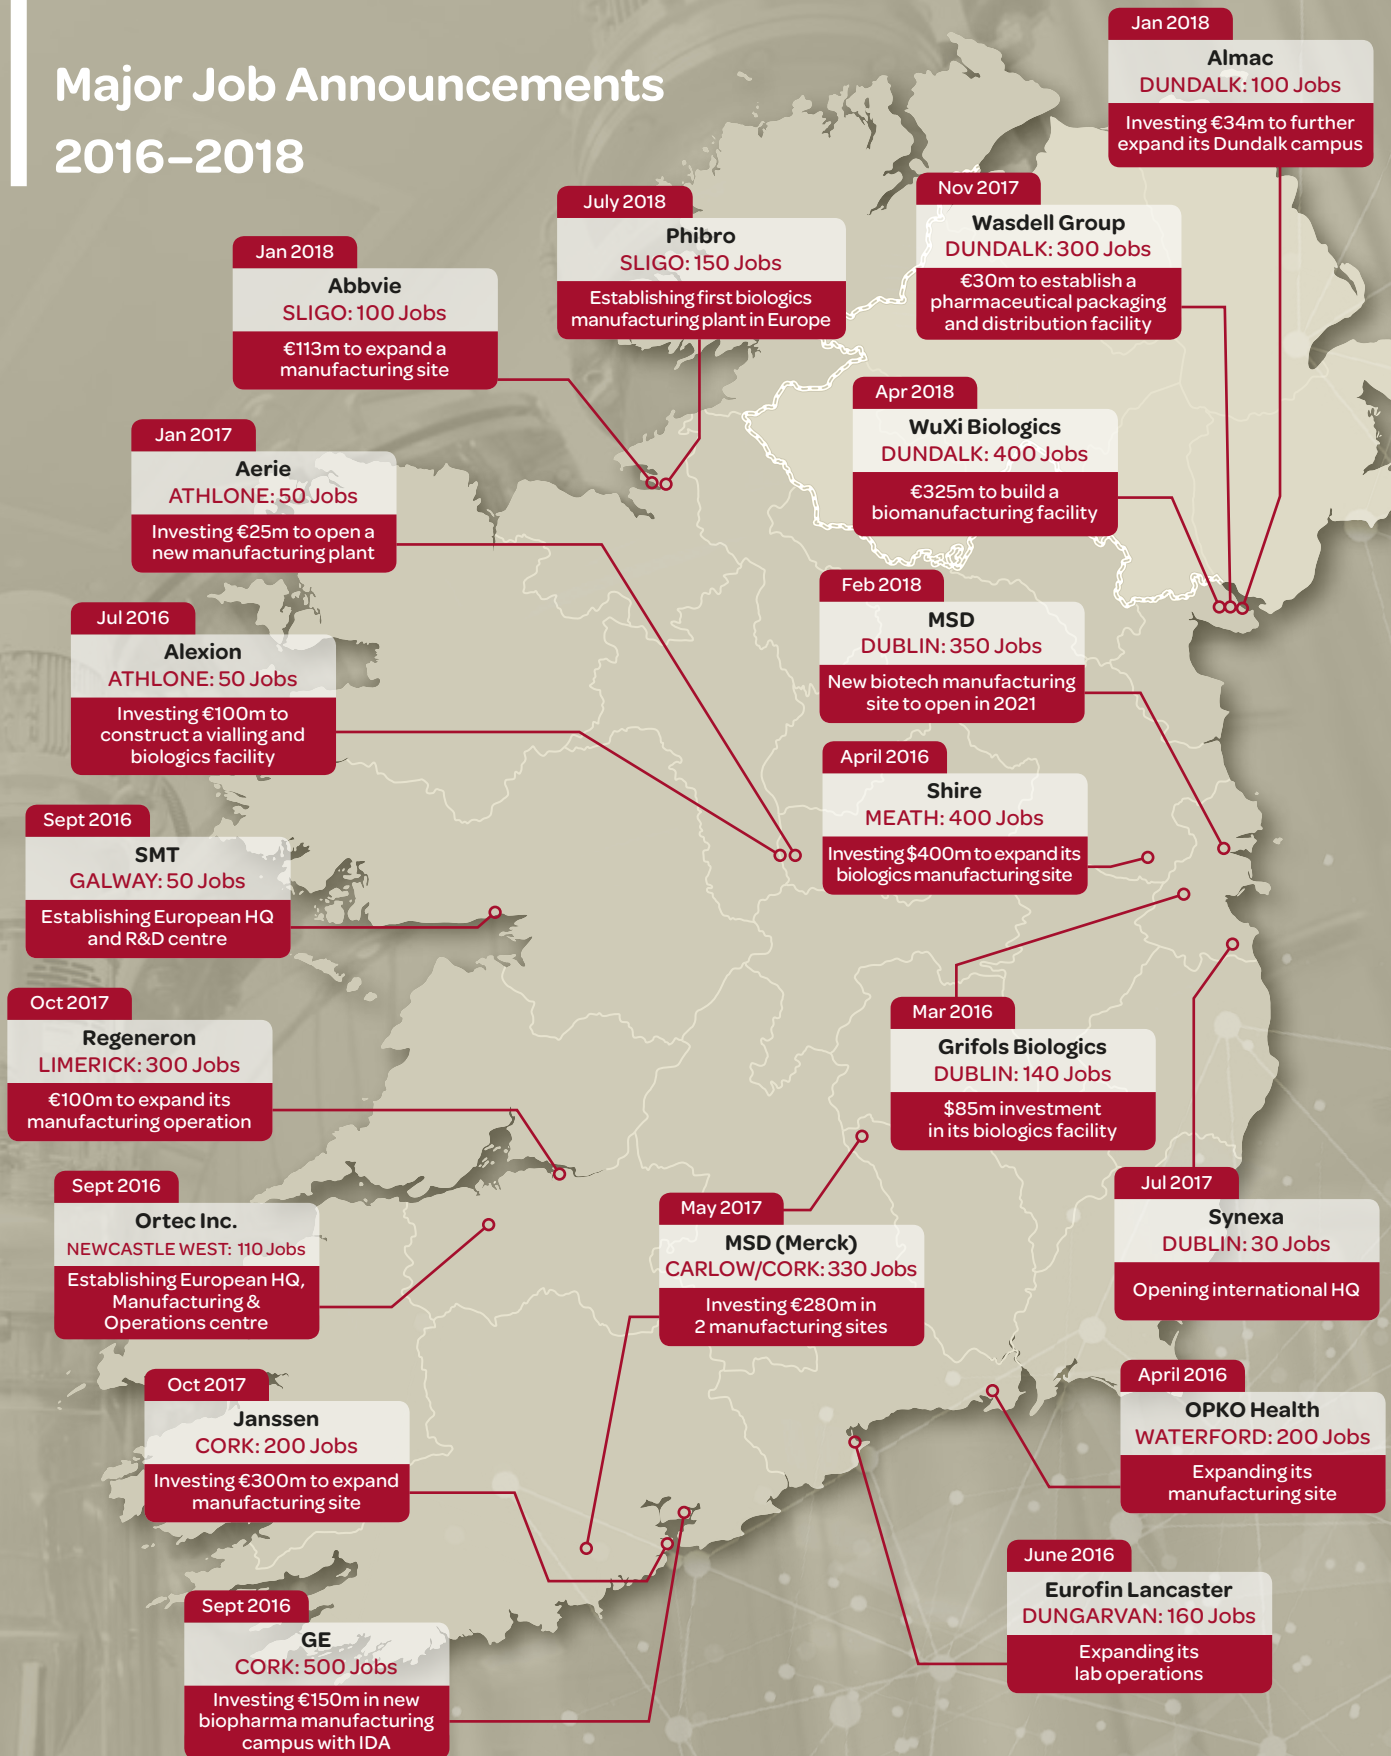 Major Job Announcements
2016–2018
Jan 2018
Almac
DUNDALK: 100 Jobs
Investing €34m to further
expand its Dundalk campus
Nov 2017
Wasdell Group
DUNDALK: 300 Jobs
€30m to establish a
pharmaceutical packaging
and distribution facility
July 2018
Phibro
SLIGO: 150 Jobs
Establishing first biologics
manufacturing plant in Europe
Jan 2018
Abbvie
SLIGO: 100 Jobs
€113m to expand a
manufacturing site
Apr 2018
WuXi Biologics
DUNDALK: 400 Jobs
€325m to build a
biomanufacturing facility
Jan 2017
Aerie
ATHLONE: 50 Jobs
Investing €25m to open a
new manufacturing plant
Feb 2018
MSD
DUBLIN: 350 Jobs
New biotech manufacturing
site to open in 2021
Jul 2016
Alexion
ATHLONE: 50 Jobs
Investing €100m to
construct a vialling and
biologics facility
April 2016
Shire
MEATH: 400 Jobs
Investing $400m to expand its
biologics manufacturing site
Sept 2016
SMT
GALWAY: 50 Jobs
Establishing European HQ
and R&D centre
Oct 2017
Regeneron
LIMERICK: 300 Jobs
€100m to expand its
manufacturing operation
Mar 2016
Grifols Biologics
DUBLIN: 140 Jobs
$85m investment
in its biologics facility
Sept 2016
Ortec Inc.
NEWCASTLE WEST: 110 Jobs
Establishing European HQ,
Manufacturing &
Operations centre
May 2017
MSD (Merck)
CARLOW/CORK: 330 Jobs
Investing €280m in
2 manufacturing sites
Jul 2017
Synexa
DUBLIN: 30 Jobs
Opening international HQ
Oct 2017
Janssen
CORK: 200 Jobs
Investing €300m to expand
manufacturing site
April 2016
OPKO Health
WATERFORD: 200 Jobs
Expanding its
manufacturing site
June 2016
Eurofin Lancaster
DUNGARVAN: 160 Jobs
Expanding its
lab operations
Sept 2016
GE
CORK: 500 Jobs
Investing €150m in new
biopharma manufacturing
campus with IDA